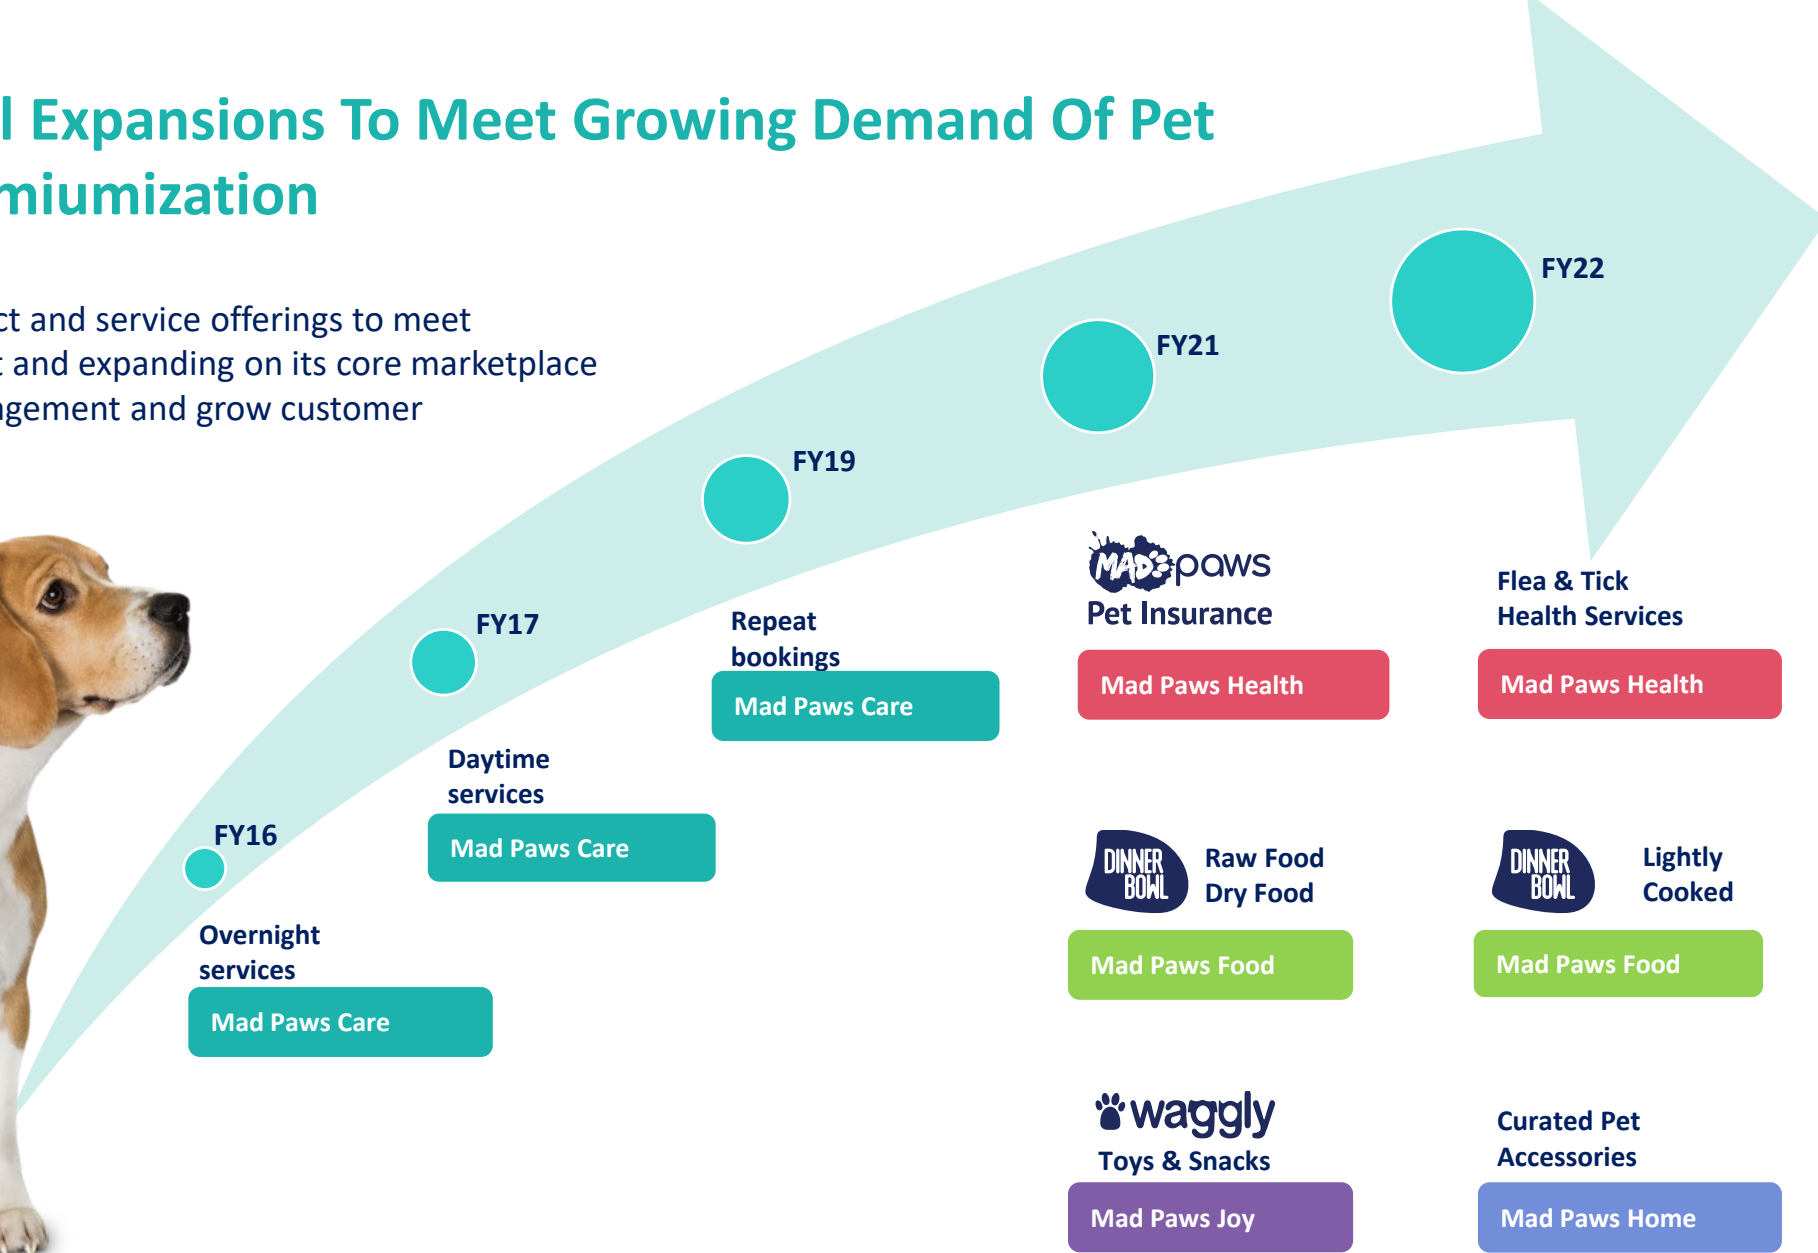 l Expansions To Meet Growing Demand Of Pet
miumization
ct and service offerings to meet
t and expanding on its core marketplace
agement and grow customer
FY16
Overnight
services
Mad Paws Care
FY17
Daytime
services
Mad Paws Care
FY19
Repeat
bookings
Mad Paws Care
FY21
MAD paws
Pet Insurance
Mad Paws Health
DINNER
BOWL
Raw Food
Dry Food
Mad Paws Food
waggly
Toys & Snacks
Mad Paws Joy
FY22
Flea & Tick
Health Services
Mad Paws Health
DINNER
BOWL
Lightly
Cooked
Mad Paws Food
Curated Pet
Accessories
Mad Paws Home